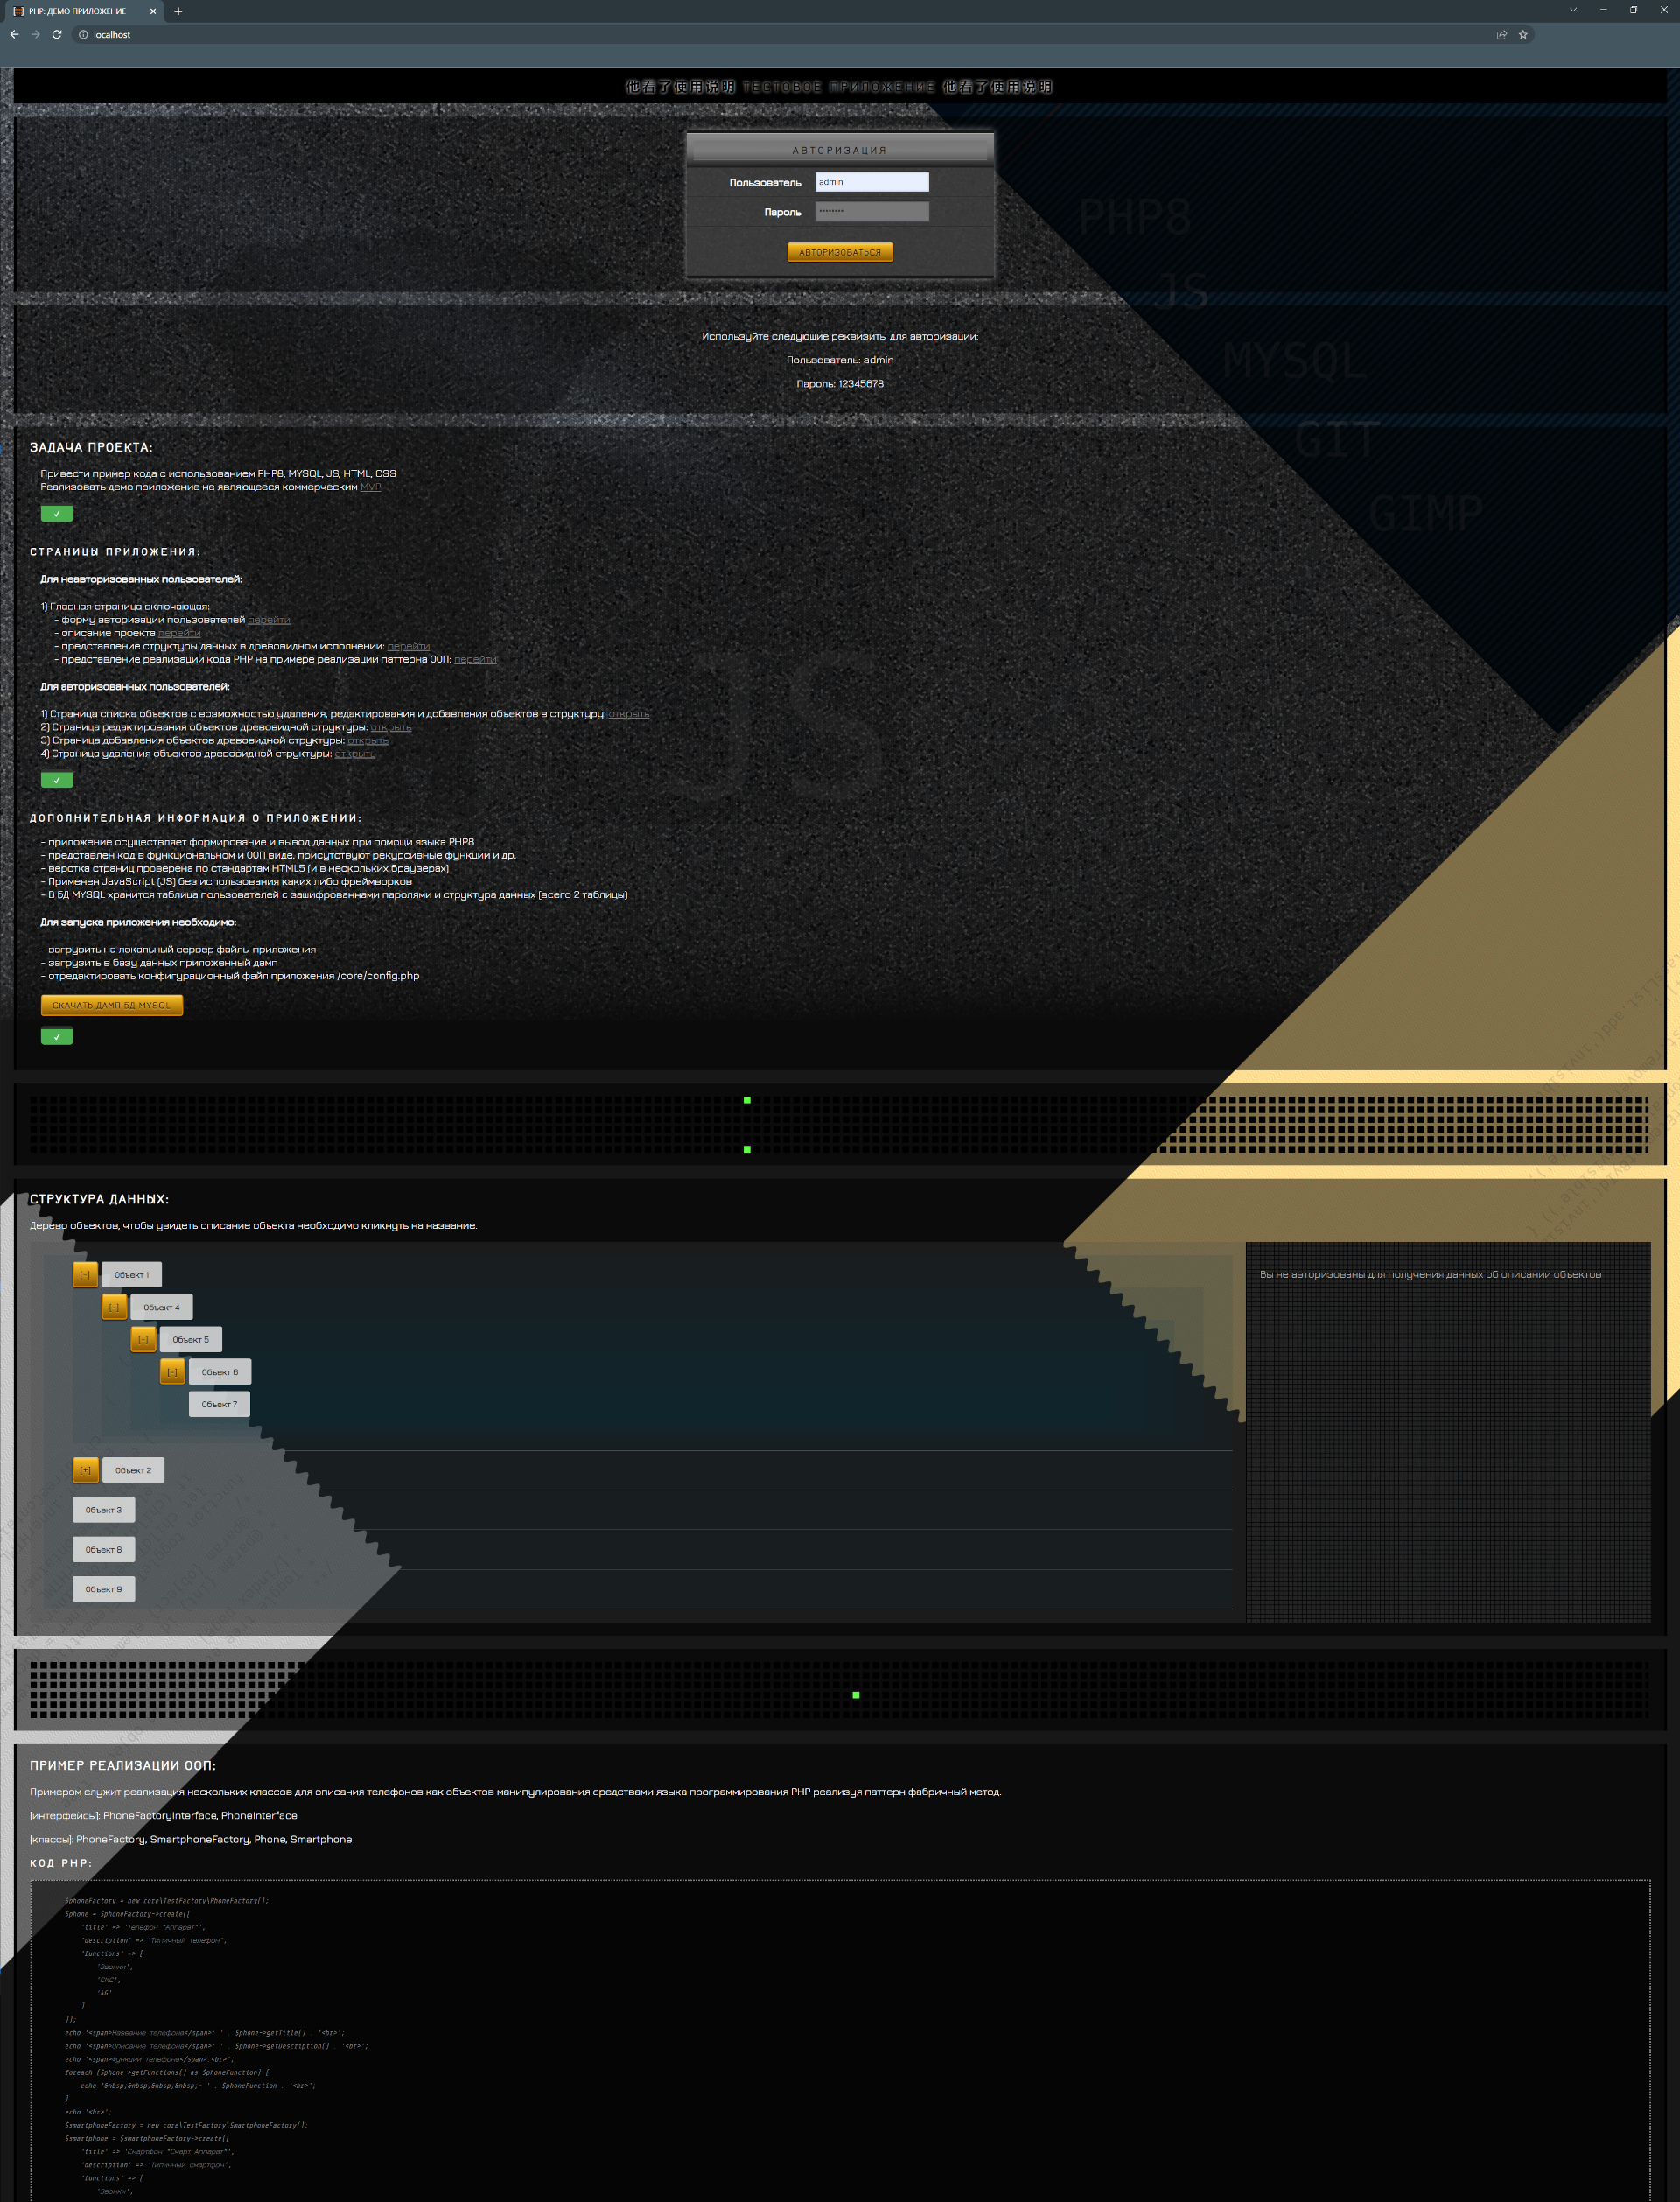 PHP: ДЕМО ПРИЛОЖЕНИЕ
localhost
他看了使用说明 ТЕСТОВОЕ ПРИЛОЖЕНИЕ 他看了使用说明
АВТОРИЗАЦИЯ
Пользователь admin
Пароль ••••••••
АВТОРИЗОВАТЬСЯ
PHP8
JS
MYSQL
GIT
GIMP
Используйте следующие реквизиты для авторизации:
Пользователь: admin
Пароль: 12345678
ЗАДАЧА ПРОЕКТА:
Привести пример кода с использованием PHP8, MYSQL, JS, HTML, CSS
Реализовать демо приложение не являющееся коммерческим MVP
✓
СТРАНИЦЫ ПРИЛОЖЕНИЯ:
Для неавторизованных пользователей:
1) Главная страница включающая:
- форму авторизации пользователей перейти
- описание проекта перейти
- представление структуры данных в древовидном исполнении: перейти
- представление реализации кода PHP на примере реализации паттерна ООП: перейти
Для авторизованных пользователей:
1) Страница списка объектов с возможностью удаления, редактирования и добавления объектов в структуру: открыть
2) Страница редактирования объектов древовидной структуры: открыть
3) Страница добавления объектов древовидной структуры: открыть
4) Страница удаления объектов древовидной структуры: открыть
✓
ДОПОЛНИТЕЛЬНАЯ ИНФОРМАЦИЯ О ПРИЛОЖЕНИИ:
- приложение осуществляет формирование и вывод данных при помощи языка PHP8
- представлен код в функциональном и ООП виде, присутствуют рекурсивные функции и др.
- верстка страниц проверена по стандартам HTML5 (и в нескольких браузерах)
- Применен JavaScript (JS) без использования каких либо фреймворков
- В БД MYSQL хранится таблица пользователей с зашифрованными паролями и структура данных (всего 2 таблицы)
Для запуска приложения необходимо:
- загрузить на локальный сервер файлы приложения
- загрузить в базу данных приложенный дамп
- отредактировать конфигурационный файл приложения /core/config.php
СКАЧАТЬ ДАМП БД MYSQL
✓
СТРУКТУРА ДАННЫХ:
Дерево объектов, чтобы увидеть описание объекта необходимо кликнуть на название.
[-] Объект 1
[-] Объект 4
[-] Объект 5
[-] Объект 6
Объект 7
[+] Объект 2
Объект 3
Объект 8
Объект 9
Вы не авторизованы для получения данных об описании объектов
ПРИМЕР РЕАЛИЗАЦИИ ООП:
Примером служит реализация нескольких классов для описания телефонов как объектов манипулирования средствами языка программирования PHP реализуя паттерн фабричный метод.
[интерфейсы]: PhoneFactoryInterface, PhoneInterface
[классы]: PhoneFactory, SmartphoneFactory, Phone, Smartphone
КОД PHP:
$phoneFactory = new core\TestFactory\PhoneFactory();
$phone = $phoneFactory->create([
'title' => 'Телефон "Аппарат"',
'description' => 'Типичный телефон',
'functions' => [
"Звонки",
"СМС",
'4G'
]
]);
echo '<span>Название телефона</span>: ' . $phone->getTitle() . '<br>';
echo '<span>Описание телефона</span>: ' . $phone->getDescription() . '<br>';
echo '<span>Функции телефона</span>:<br>';
foreach ($phone->getFunctions() as $phoneFunction) {
echo '&nbsp;&nbsp;&nbsp;&nbsp;- ' . $phoneFunction . '<br>';
}
echo '<br>';
$smartphoneFactory = new core\TestFactory\SmartphoneFactory();
$smartphone = $smartphoneFactory->create([
'title' => 'Смартфон "Смарт Аппарат"',
'description' => 'Типичный смартфон',
'functions' => [
"Звонки",